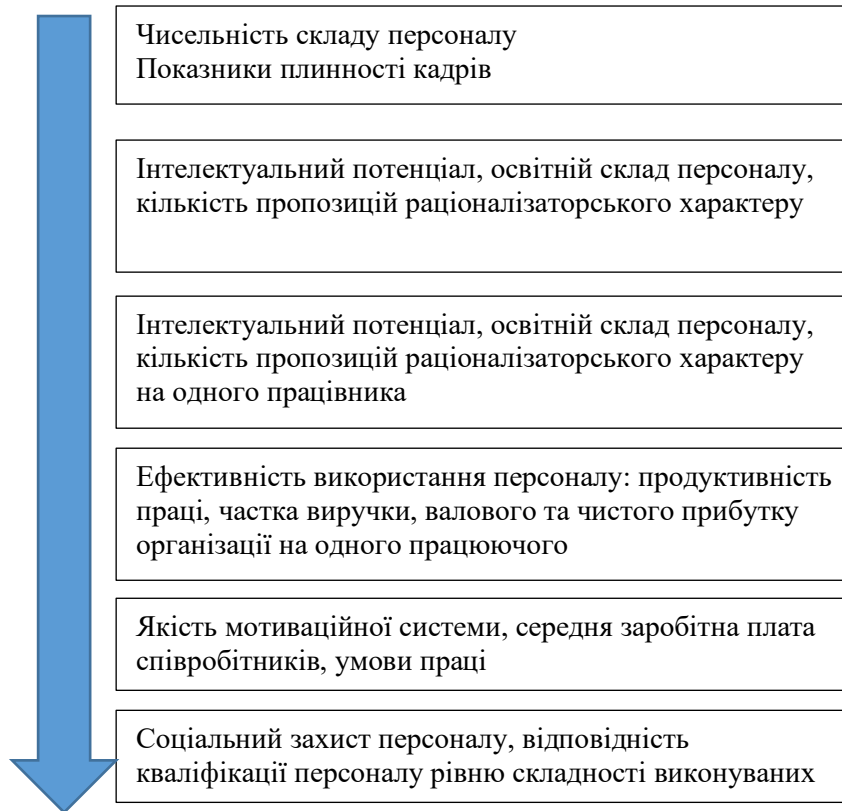 Чисельність складу персоналу
Показники плинності кадрів
Інтелектуальний потенціал, освітній склад персоналу,
кількість пропозицій раціоналізаторського характеру
Інтелектуальний потенціал, освітній склад персоналу,
кількість пропозицій раціоналізаторського характеру
на одного працівника
Ефективність використання персоналу: продуктивність
праці, частка виручки, валового та чистого прибутку
організації на одного працюючого
Якість мотиваційної системи, середня заробітна плата
співробітників, умови праці
Соціальний захист персоналу, відповідність
кваліфікації персоналу рівню складності виконуваних